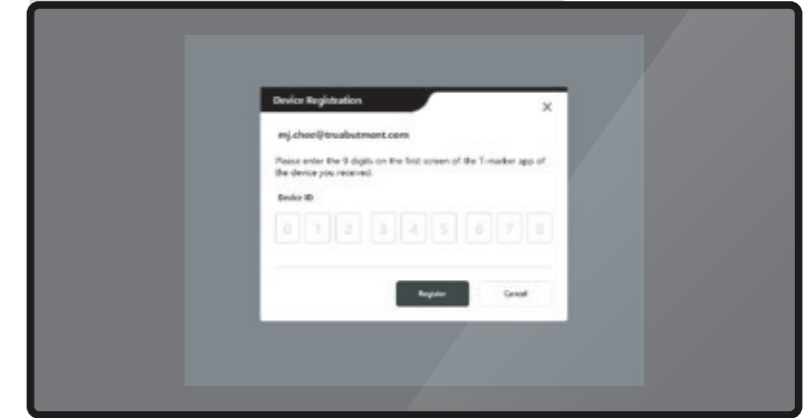 Device Registration
mj.choe@truabutment.com
Please enter the 9 digits on the first screen of the T-marker app of
the device you received.
Device ID
0 1 2 3 4 5 6 7 8
Register Cancel